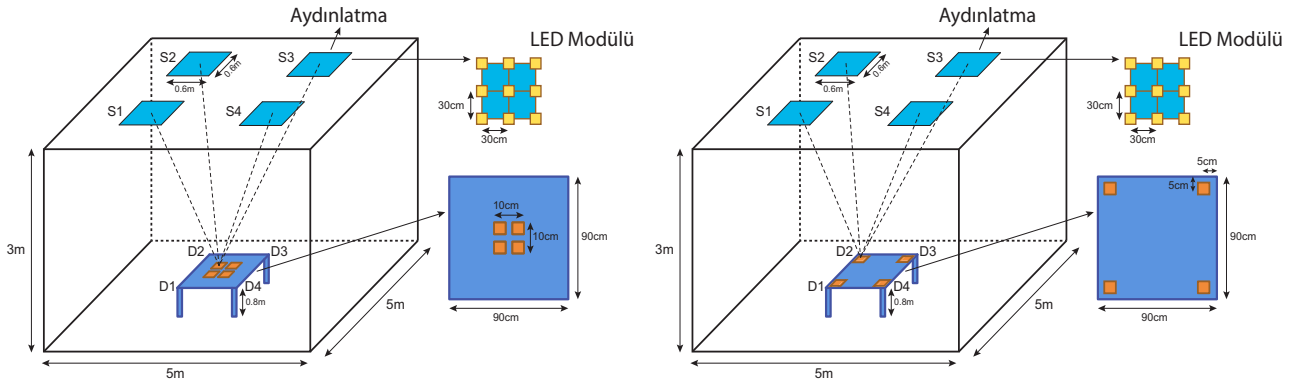 Aydınlatma
LED Modülü
S2
S3
0.6m
0.6m
S1
S4
30cm
30cm
3m
10cm
10cm
90cm
D2
D3
D1
D4
0.8m
90cm
5m
5m
Aydınlatma
LED Modülü
S2
S3
0.6m
0.6m
S1
S4
30cm
30cm
5cm
5cm
3m
90cm
D2
D3
D1
D4
0.8m
90cm
5m
5m